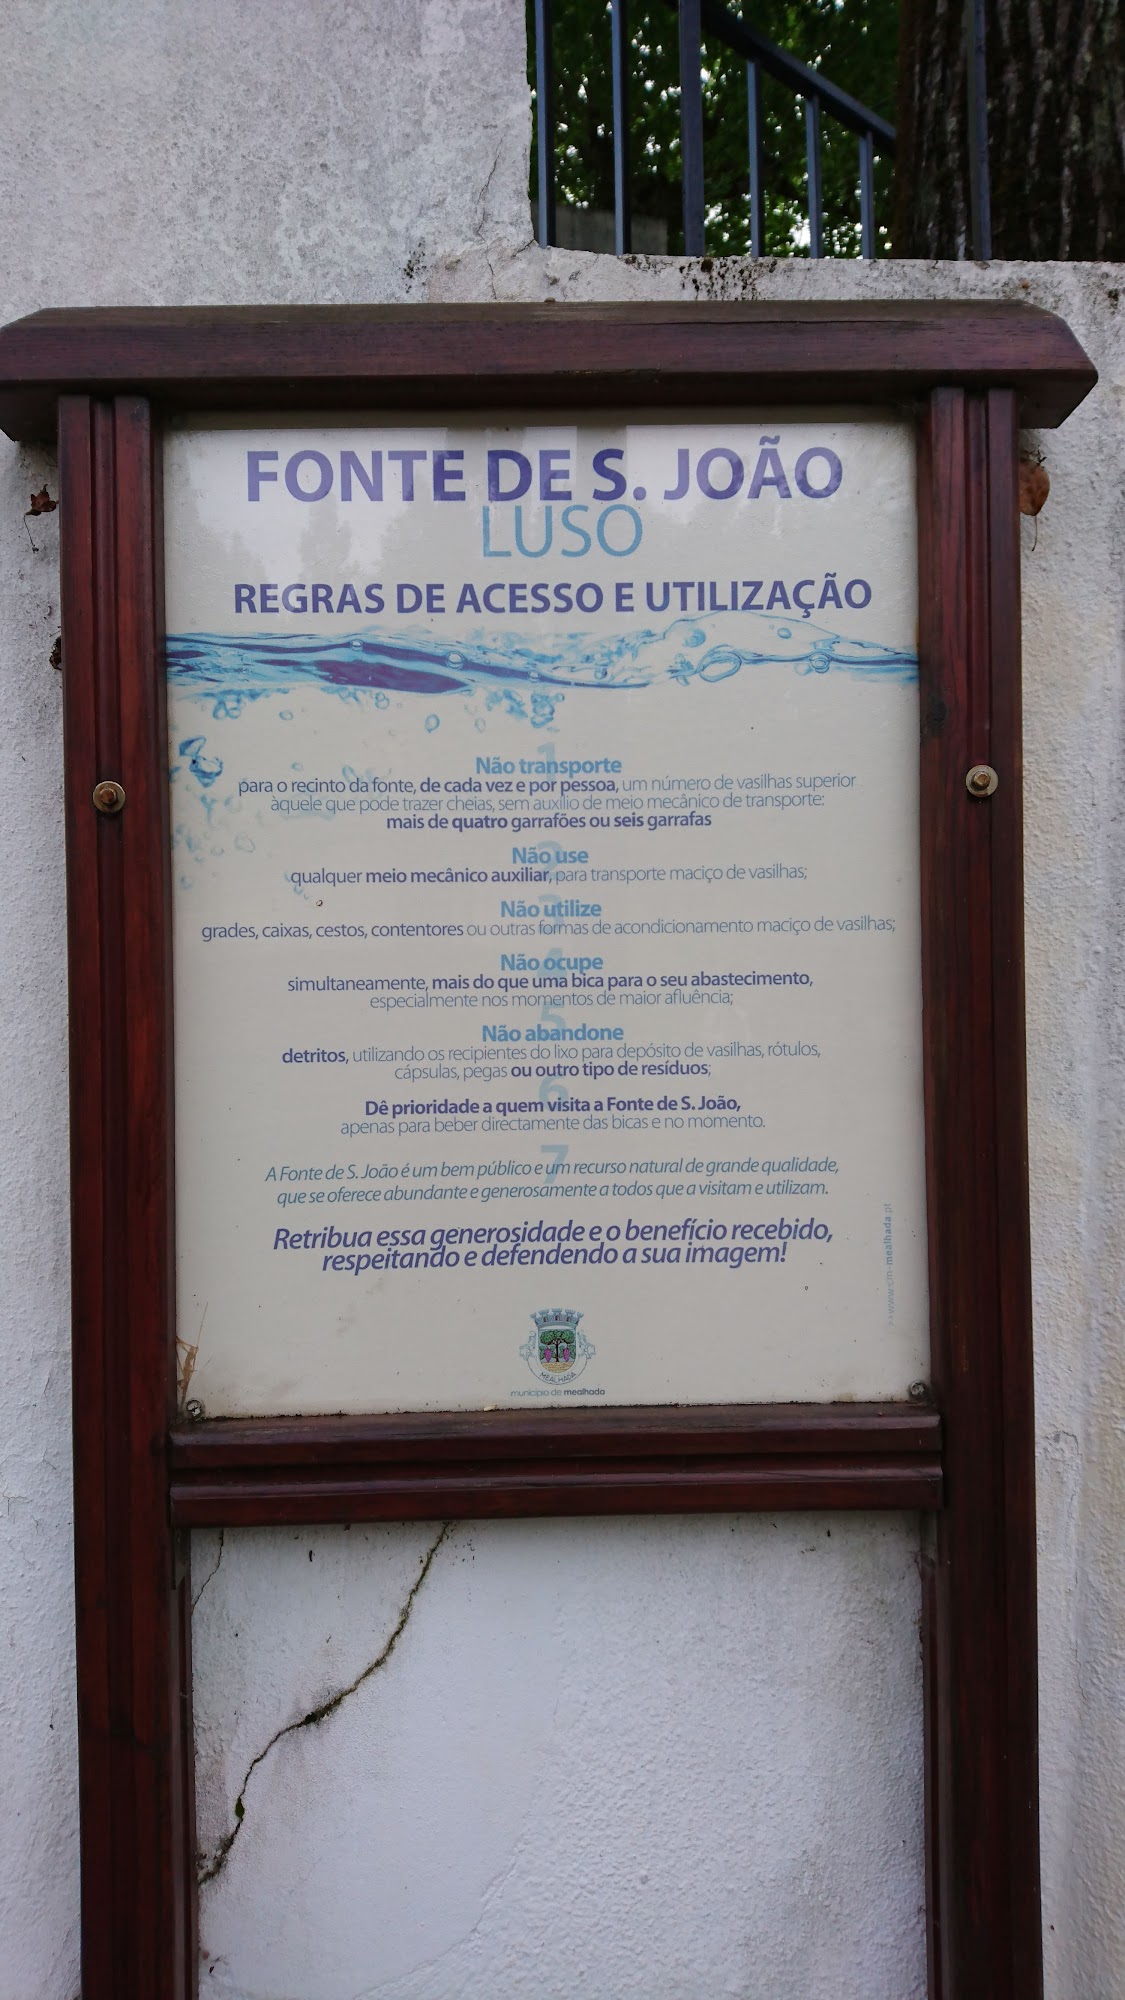 FONTE DE S. JOÃO
LUSO
REGRAS DE ACESSO E UTILIZAÇÃO
1
Não transporte
para o recinto da fonte, de cada vez e por pessoa, um número de vasilhas superior
àquele que pode trazer cheias, sem auxílio de meio mecânico de transporte:
mais de quatro garrafões ou seis garrafas
2
Não use
qualquer meio mecânico auxiliar, para transporte maciço de vasilhas;
3
Não utilize
grades, caixas, cestos, contentores ou outras formas de acondicionamento maciço de vasilhas;
4
Não ocupe
simultaneamente, mais do que uma bica para o seu abastecimento,
especialmente nos momentos de maior afluência;
5
Não abandone
detritos, utilizando os recipientes do lixo para depósito de vasilhas, rótulos,
cápsulas, pegas ou outro tipo de resíduos;
6
Dê prioridade a quem visita a Fonte de S. João,
apenas para beber directamente das bicas e no momento.
7
A Fonte de S. João é um bem público e um recurso natural de grande qualidade,
que se oferece abundante e generosamente a todos que a visitam e utilizam.
Retribua essa generosidade e o benefício recebido,
respeitando e defendendo a sua imagem!
>>www.cm-mealhada.pt
MEALHADA
município de mealhada